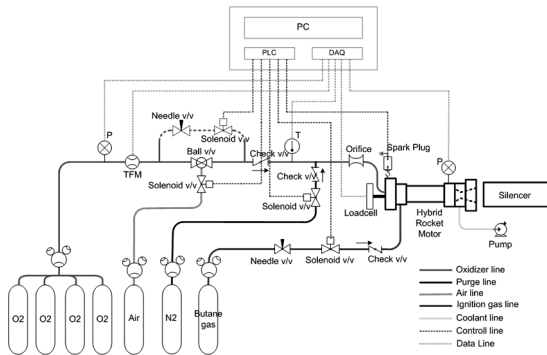 PC
PLC
DAQ
P
Needle v/v
Solenoid v/v
T
Orifice
Spark Plug
P
TFM
Ball v/v
Check v/v
Check v/v
Solenoid v/v
Solenoid v/v
Loadcell
Hybrid
Rocket
Motor
Silencer
Pump
Needle v/v
Solenoid v/v
Check v/v
O2
O2
O2
O2
Air
N2
Butane
gas
Oxidizer line
Purge line
Air line
Ignition gas line
Coolant line
Controll line
Data Line